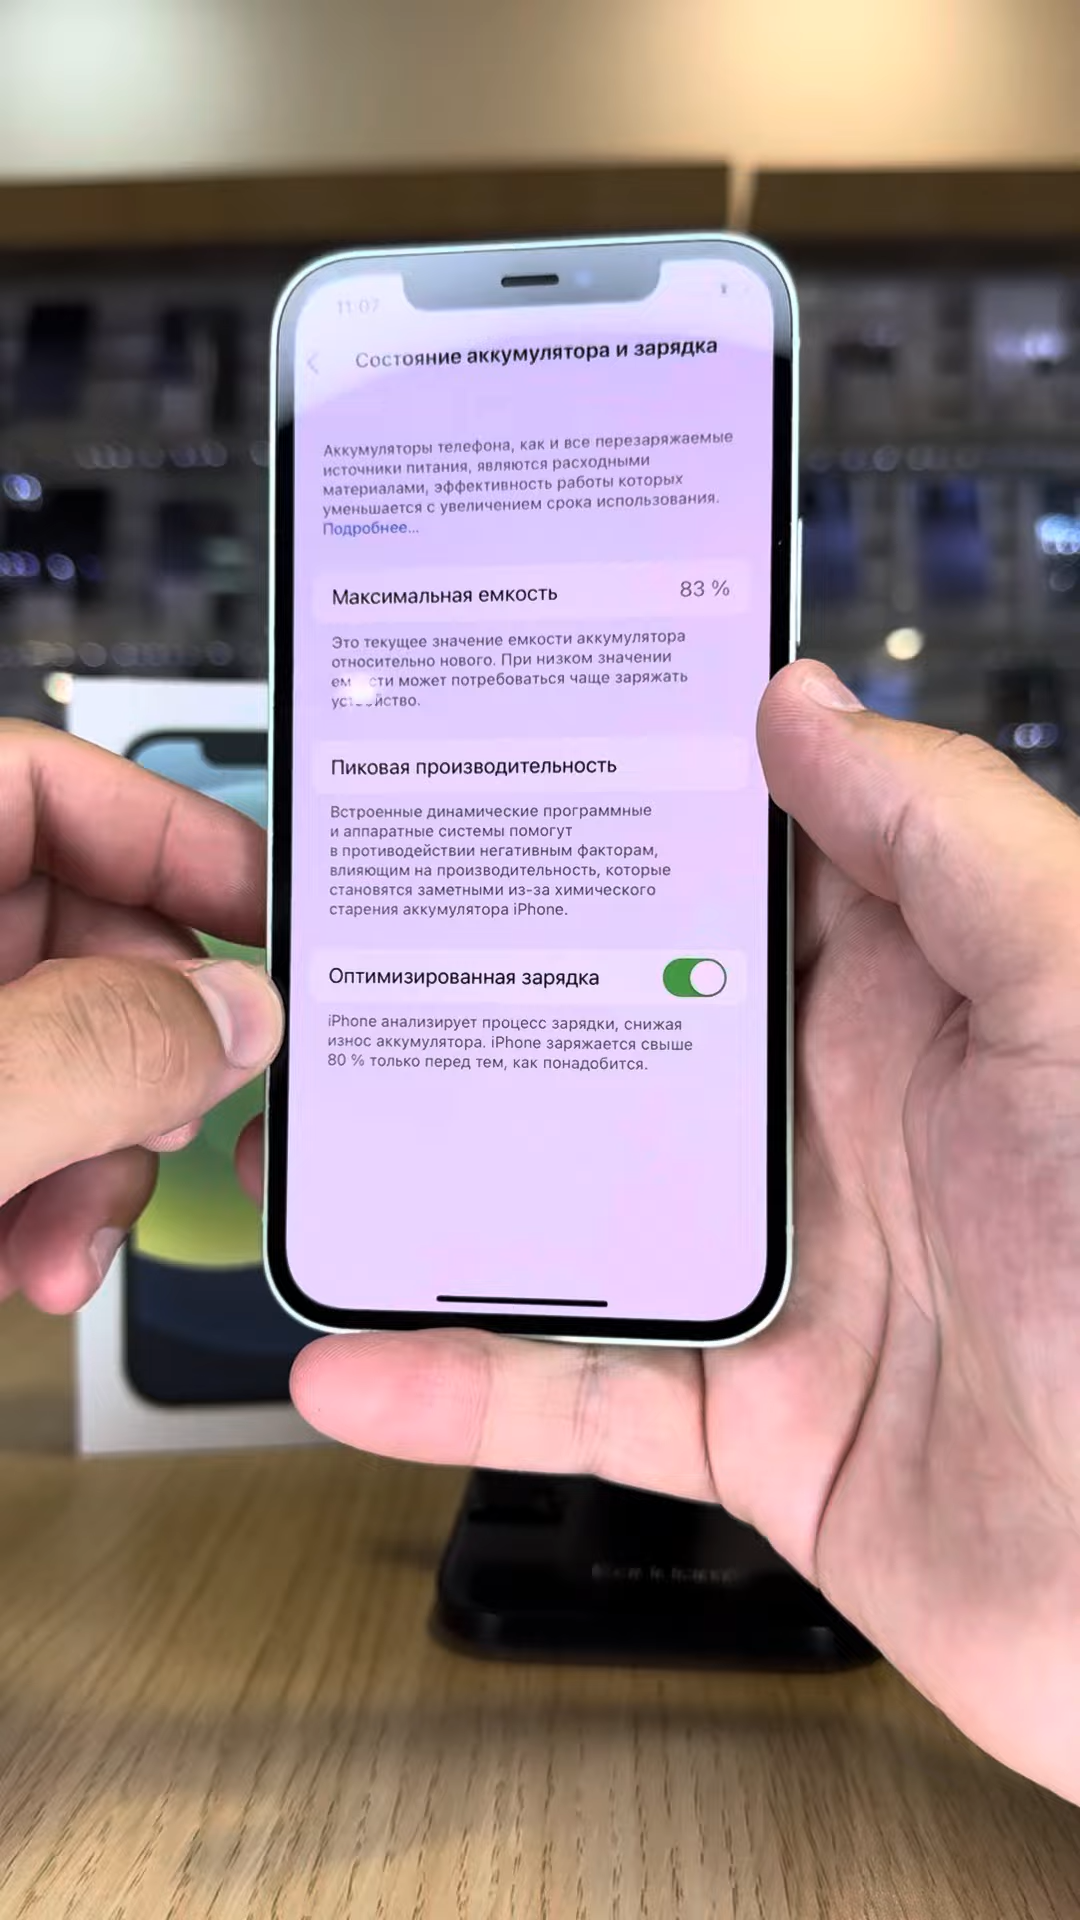 11:07
Состояние аккумулятора и зарядка
Аккумуляторы телефона, как и все перезаряжаемые
источники питания, являются расходными
материалами, эффективность работы которых
уменьшается с увеличением срока использования.
Подробнее...
Максимальная емкость 83 %
Это текущее значение емкости аккумулятора
относительно нового. При низком значении
емкости может потребоваться чаще заряжать
устройство.
Пиковая производительность
Встроенные динамические программные
и аппаратные системы помогут
в противодействии негативным факторам,
влияющим на производительность, которые
становятся заметными из-за химического
старения аккумулятора iPhone.
Оптимизированная зарядка
iPhone анализирует процесс зарядки, снижая
износ аккумулятора. iPhone заряжается свыше
80 % только перед тем, как понадобится.